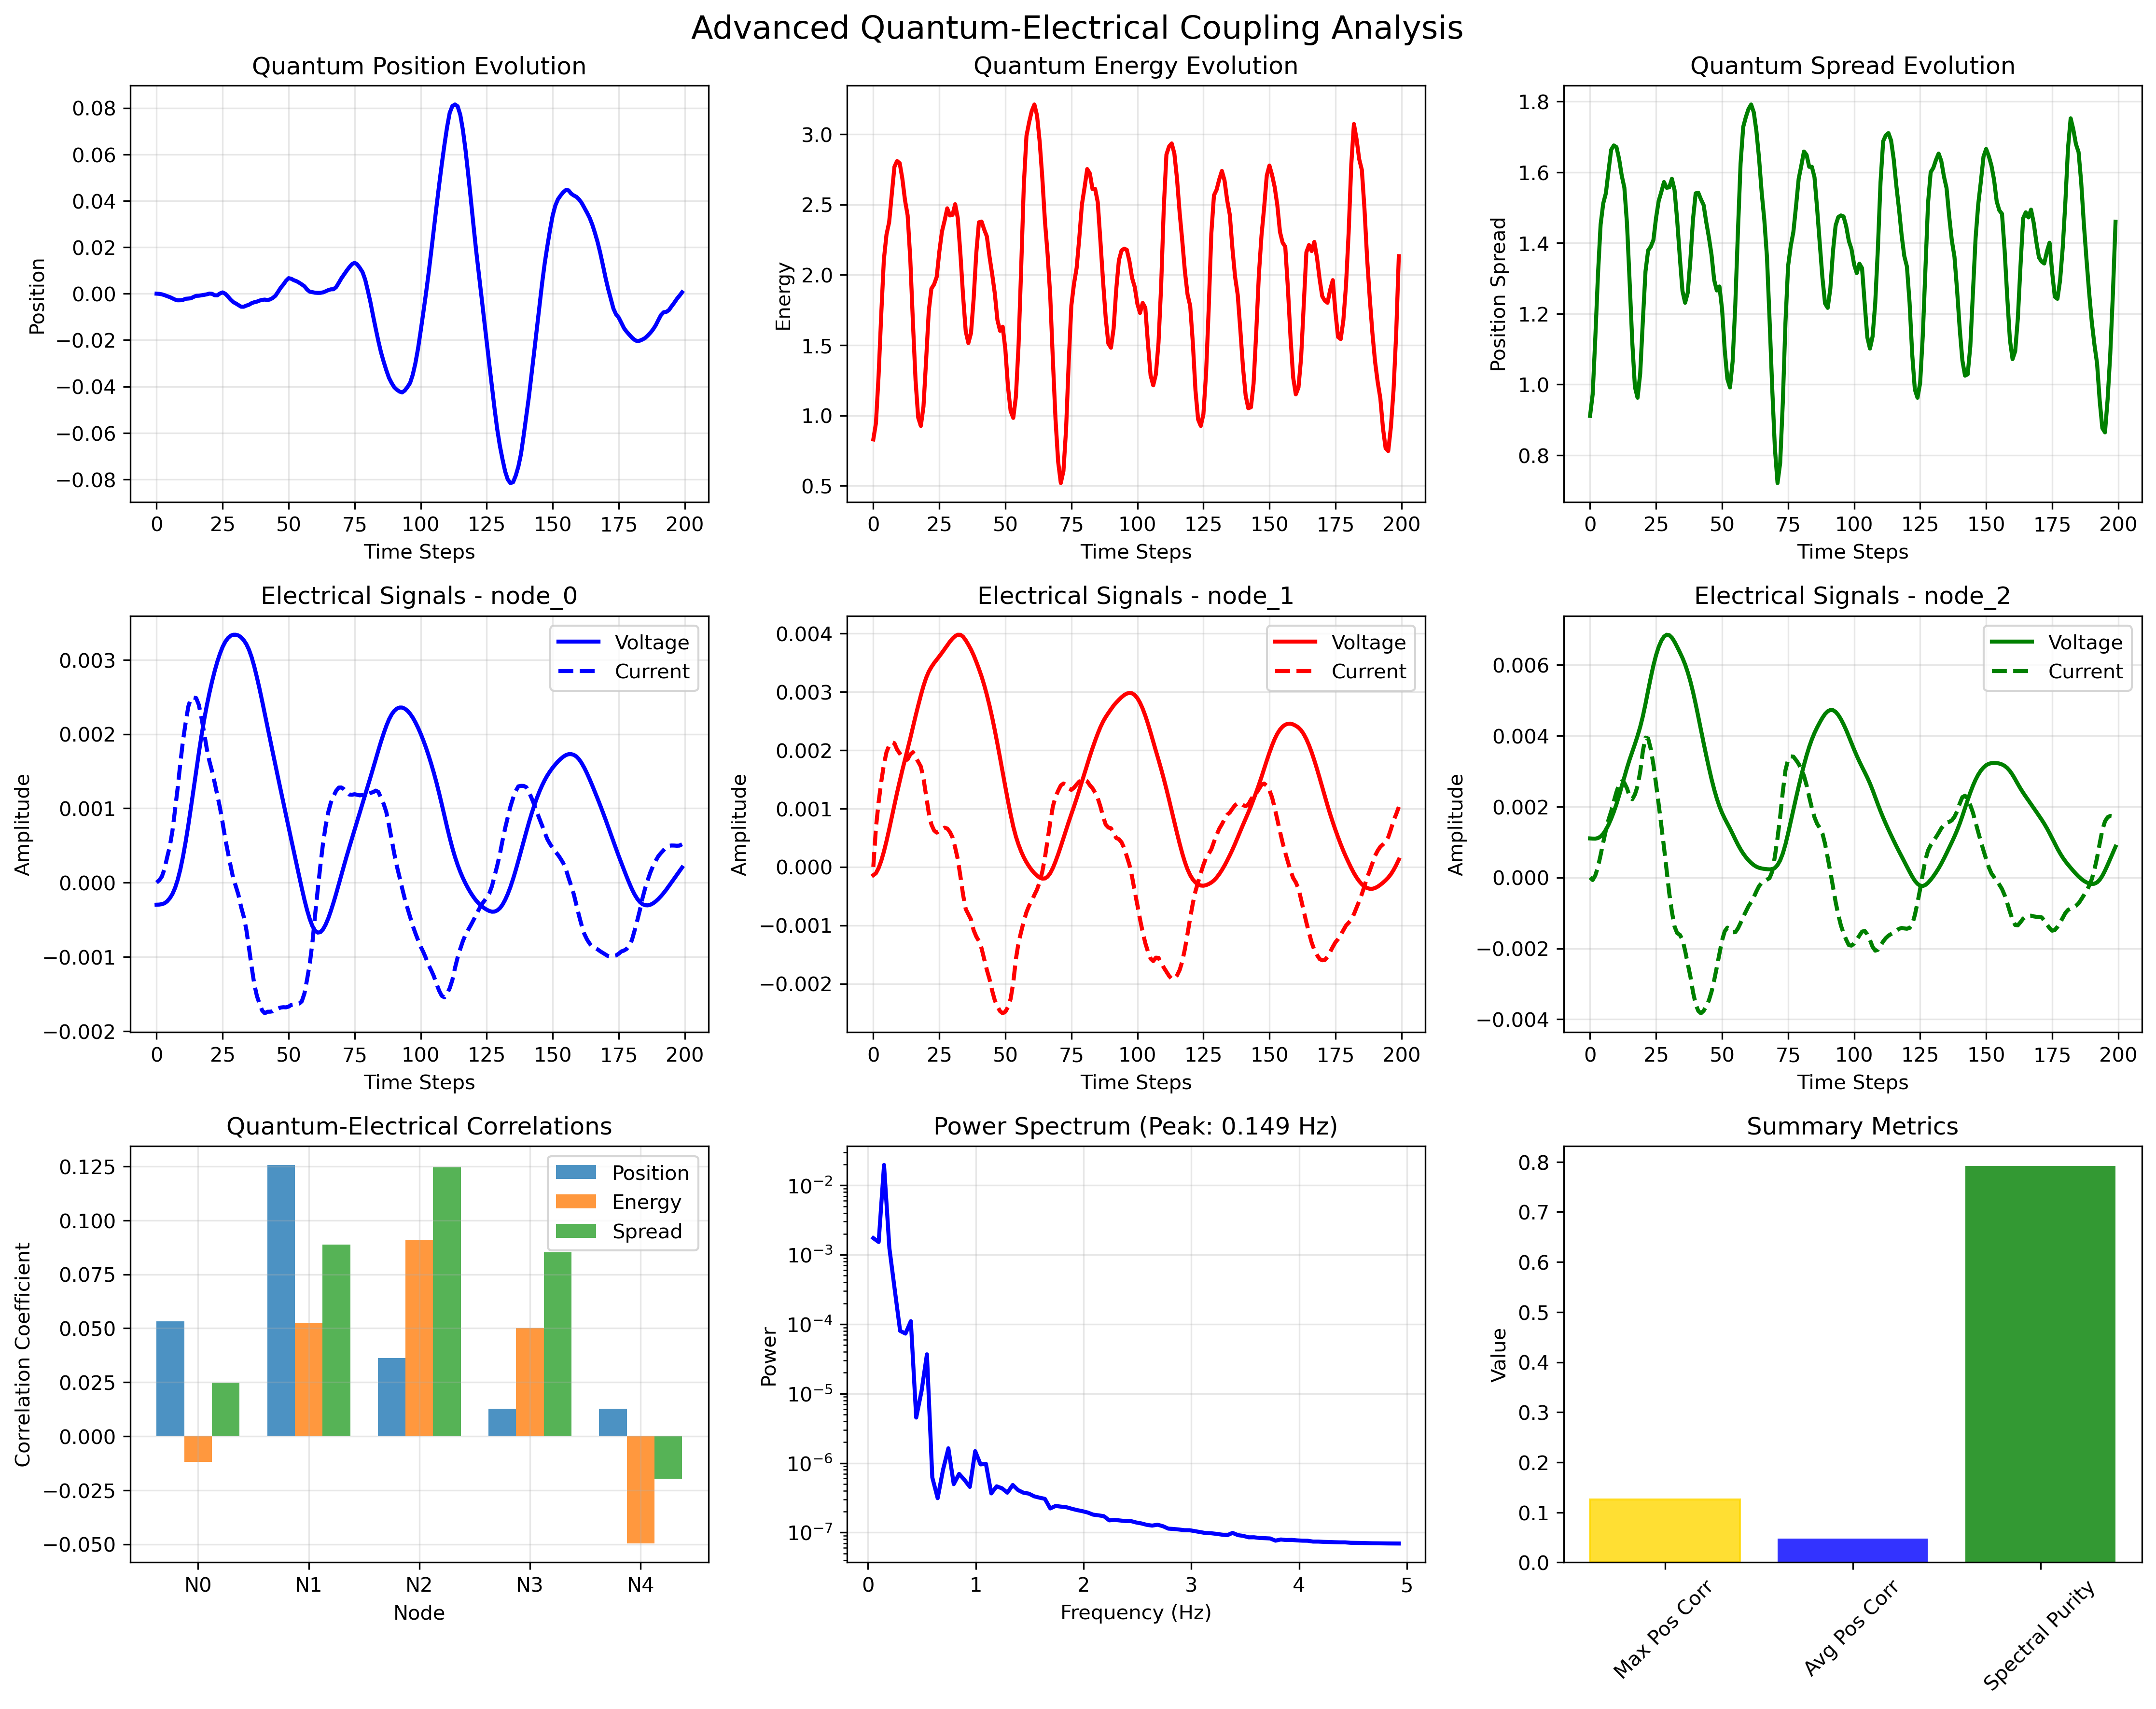 Advanced Quantum-Electrical Coupling Analysis
Quantum Position Evolution
Position
0.08
0.06
0.04
0.02
0.00
−0.02
−0.04
−0.06
−0.08
0 25 50 75 100 125 150 175 200
Time Steps
Quantum Energy Evolution
Energy
3.0
2.5
2.0
1.5
1.0
0.5
0 25 50 75 100 125 150 175 200
Time Steps
Quantum Spread Evolution
Position Spread
1.8
1.6
1.4
1.2
1.0
0.8
0 25 50 75 100 125 150 175 200
Time Steps
Electrical Signals - node_0
Voltage
Current
Amplitude
0.003
0.002
0.001
0.000
−0.001
−0.002
0 25 50 75 100 125 150 175 200
Time Steps
Electrical Signals - node_1
Voltage
Current
Amplitude
0.004
0.003
0.002
0.001
0.000
−0.001
−0.002
0 25 50 75 100 125 150 175 200
Time Steps
Electrical Signals - node_2
Voltage
Current
Amplitude
0.006
0.004
0.002
0.000
−0.002
−0.004
0 25 50 75 100 125 150 175 200
Time Steps
Quantum-Electrical Correlations
Position
Energy
Spread
Correlation Coefficient
0.125
0.100
0.075
0.050
0.025
0.000
−0.025
−0.050
N0 N1 N2 N3 N4
Node
Power Spectrum (Peak: 0.149 Hz)
Power
10⁻²
10⁻³
10⁻⁴
10⁻⁵
10⁻⁶
10⁻⁷
0 1 2 3 4 5
Frequency (Hz)
Summary Metrics
Value
0.8
0.7
0.6
0.5
0.4
0.3
0.2
0.1
0.0
Max Pos Corr
Avg Pos Corr
Spectral Purity